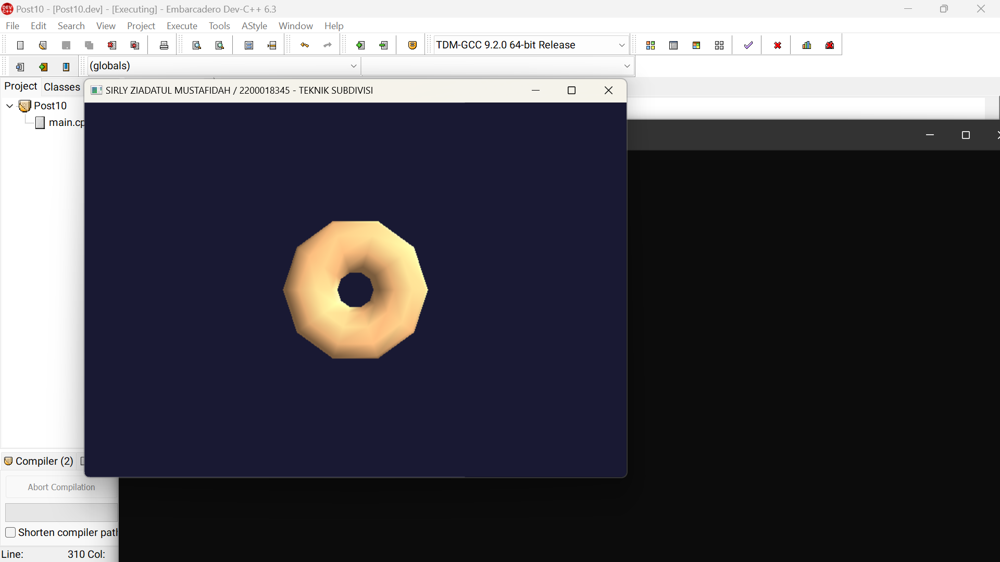 DEV C++ Post10 - [Post10.dev] - [Executing] - Embarcadero Dev-C++ 6.3
File Edit Search View Project Execute Tools AStyle Window Help
TDM-GCC 9.2.0 64-bit Release
(globals)
Project Classes
SIRLY ZIADATUL MUSTAFIDAH / 2200018345 - TEKNIK SUBDIVISI
Post10
main.cp
Compiler (2)
Abort Compilation
Shorten compiler pat
Line: 310 Col: